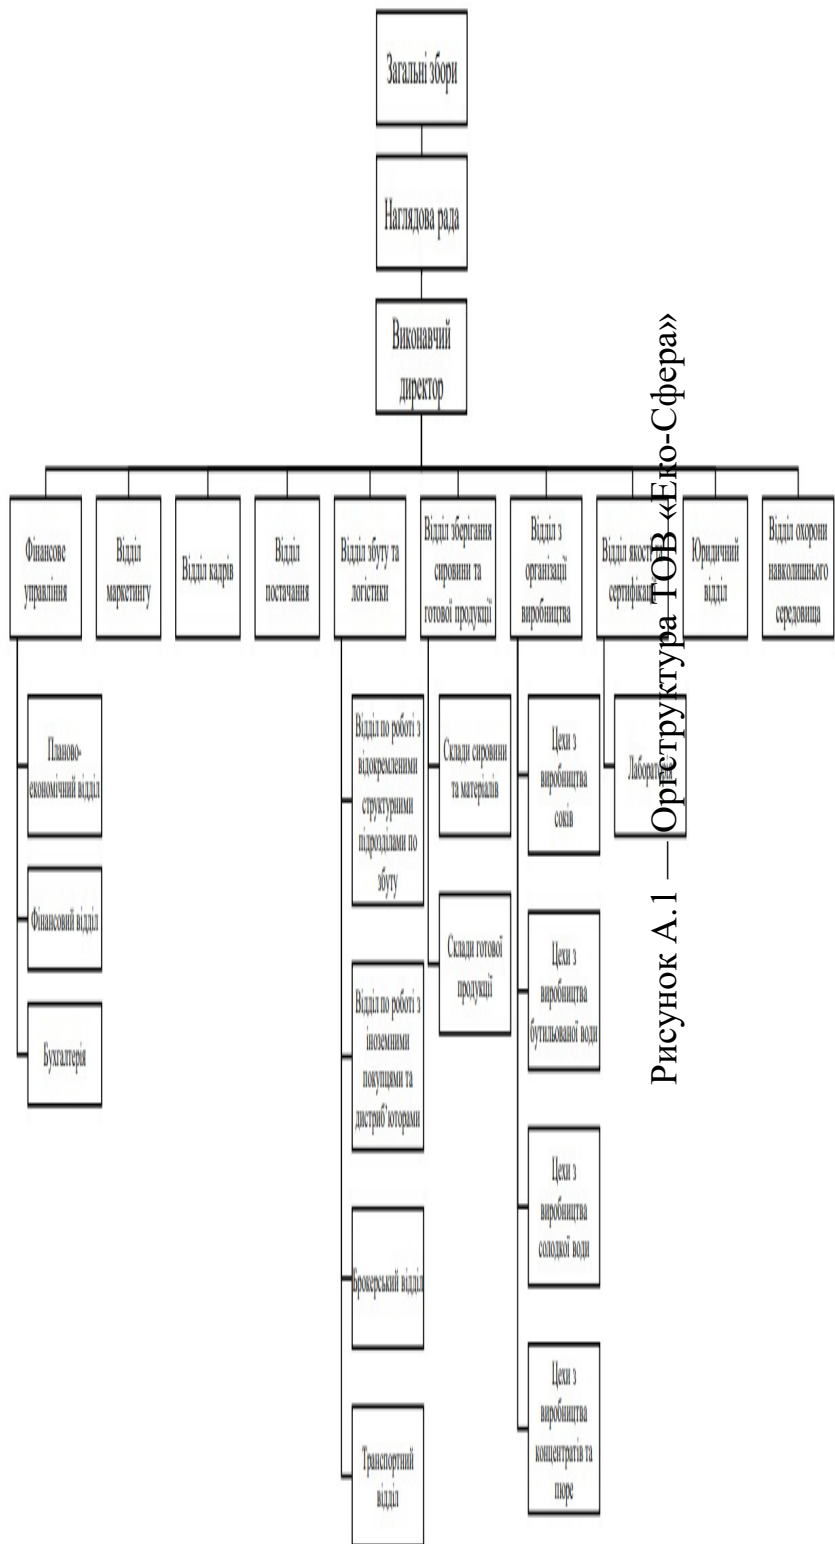 Загальні збори
Наглядова рада
Виконавчий
директор
Фінансове
управління
Відділ
маркетингу
Відділ кадрів
Відділ
постачання
Відділ збуту та
логістики
Відділ зберігання
сировини та
готової продукції
Відділ з
організації
виробництва
Відділ якості
сертифікації
Юридичний
відділ
Відділ охорони
навколишнього
середовища
Планово-
економічний відділ
Фінансовий відділ
Бухгалтерія
Відділ по роботі з
відокремленими
структурними
підрозділами по
збуту
Відділ по роботі з
іноземними
покупцями та
дистриб'юторами
Брокерський відділ
Транспортний
відділ
Склади сировини
та матеріалів
Склади готової
продукції
Цехи з
виробництва
соків
Цехи з
виробництва
бутильованої води
Цехи з
виробництва
солодкої води
Цехи з
виробництва
концентратів та
пюре
Рисунок А.1 — Оргструктура ТОВ «Еко-Сфера»